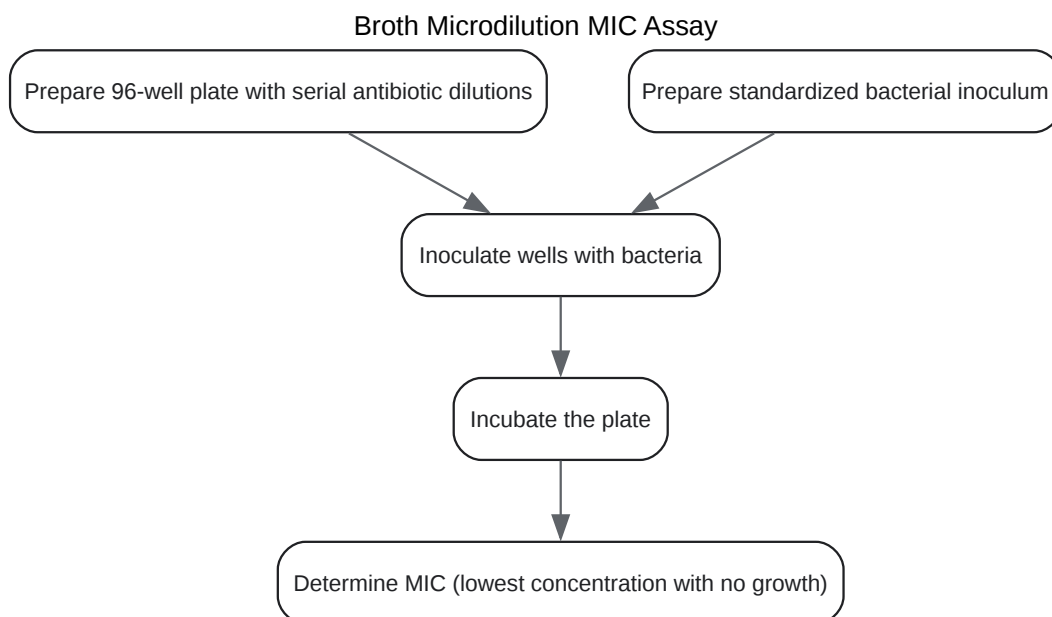 Broth Microdilution MIC Assay
Prepare 96-well plate with serial antibiotic dilutions
Prepare standardized bacterial inoculum
Inoculate wells with bacteria
Incubate the plate
Determine MIC (lowest concentration with no growth)